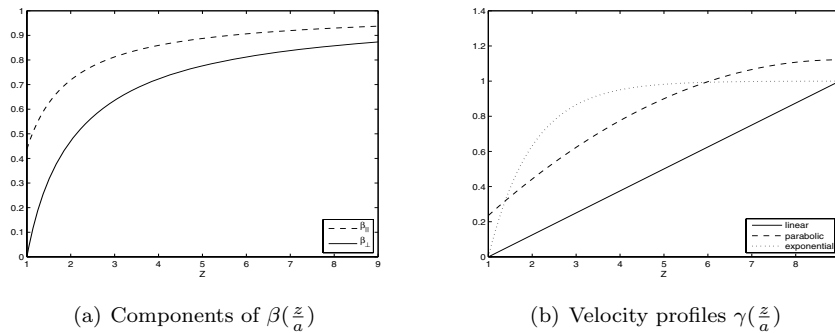 1
0.9
0.8
0.7
0.6
0.5
0.4
0.3
0.2
0.1
0
1 2 3 4 5 6 7 8 9
z
β||
β⊥
(a) Components of β(z/a)
1.4
1.2
1
0.8
0.6
0.4
0.2
0
1 2 3 4 5 6 7 8
z
linear
parabolic
exponential
(b) Velocity profiles γ(z/a)